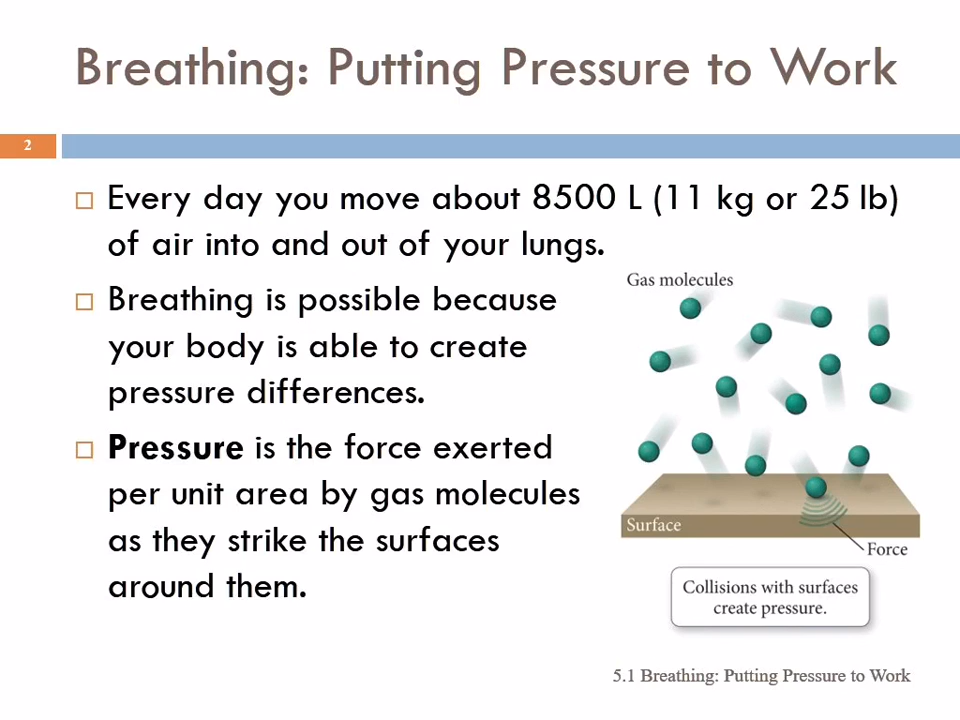 Breathing: Putting Pressure to Work
2
Every day you move about 8500 L (11 kg or 25 lb)
of air into and out of your lungs.
Breathing is possible because
your body is able to create
pressure differences.
Pressure is the force exerted
per unit area by gas molecules
as they strike the surfaces
around them.
Gas molecules
Surface
Force
Collisions with surfaces
create pressure.
5.1 Breathing: Putting Pressure to Work